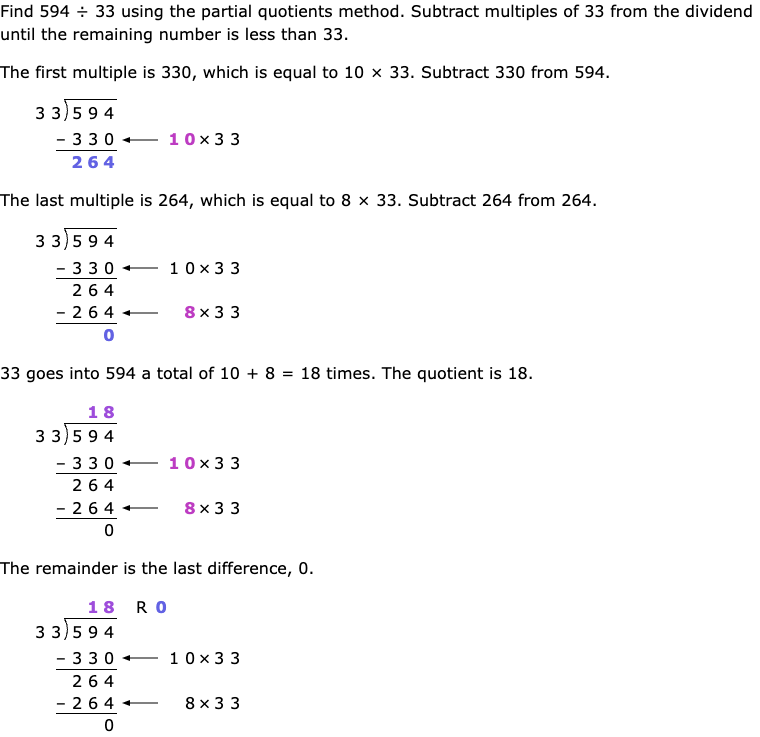 Find 594 ÷ 33 using the partial quotients method. Subtract multiples of 33 from the dividend
until the remaining number is less than 33.
The first multiple is 330, which is equal to 10 × 33. Subtract 330 from 594.
33)594
- 330 ← 10×33
264
The last multiple is 264, which is equal to 8 × 33. Subtract 264 from 264.
33)594
- 330 ← 10×33
264
- 264 ← 8×33
0
33 goes into 594 a total of 10 + 8 = 18 times. The quotient is 18.
18
33)594
- 330 ← 10×33
264
- 264 ← 8×33
0
The remainder is the last difference, 0.
18 R 0
33)594
- 330 ← 10×33
264
- 264 ← 8×33
0